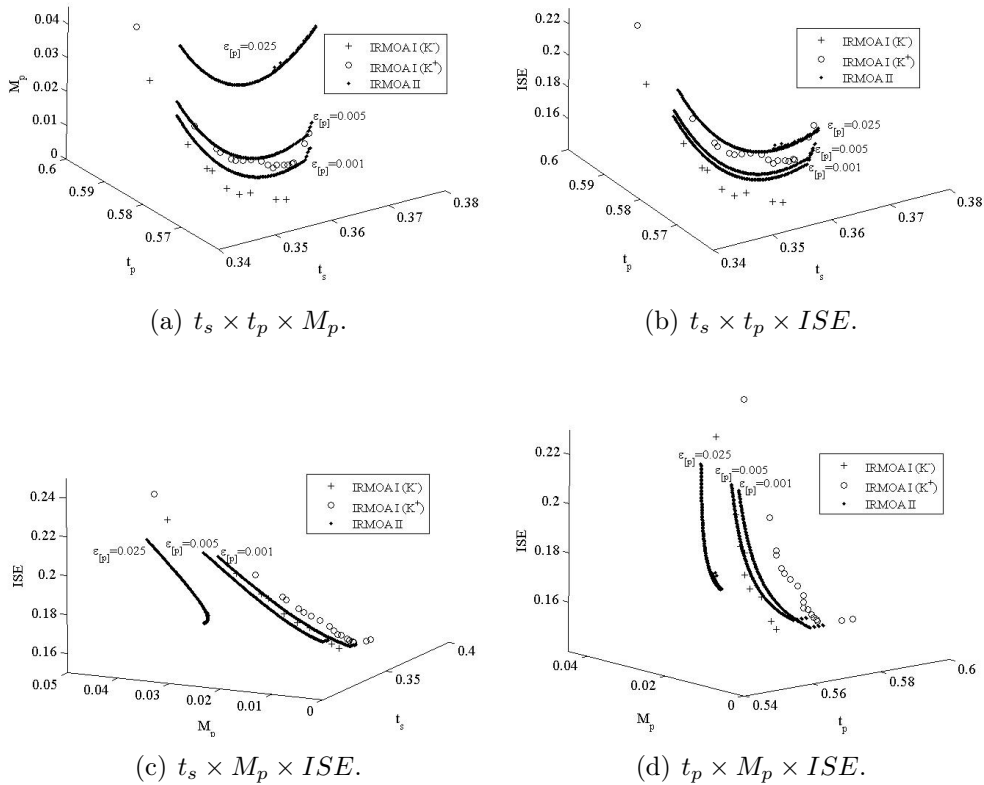 0.04
0.03
0.02
0.01
0
M_p
0.6
0.59
0.58
0.57
0.34
t_p
0.34
0.35
0.36
0.37
0.38
t_s
ε_[p]=0.025
ε_[p]=0.005
ε_[p]=0.001
+ IRMOA I (K^-)
○ IRMOA I (K^+)
• IRMOA II
(a) t_s × t_p × M_p.
0.22
0.2
0.18
0.16
ISE
0.6
0.59
0.58
0.57
t_p
0.34
0.35
0.36
0.37
0.38
t_s
ε_[p]=0.025
ε_[p]=0.005
ε_[p]=0.001
+ IRMOA I (K^-)
○ IRMOA I (K^+)
• IRMOA II
(b) t_s × t_p × ISE.
0.24
0.22
0.2
0.18
0.16
ISE
0.05
0.04
0.03
0.02
0.01
0
M_p
0.35
0.4
t_s
ε_[p]=0.025
ε_[p]=0.005
ε_[p]=0.001
+ IRMOA I (K^-)
○ IRMOA I (K^+)
• IRMOA II
(c) t_s × M_p × ISE.
0.22
0.2
0.18
0.16
ISE
0.04
0.02
0
M_p
0.54
0.56
0.58
0.6
t_p
ε_[p]=0.025
ε_[p]=0.005
ε_[p]=0.001
+ IRMOA I (K^-)
○ IRMOA I (K^+)
• IRMOA II
(d) t_p × M_p × ISE.